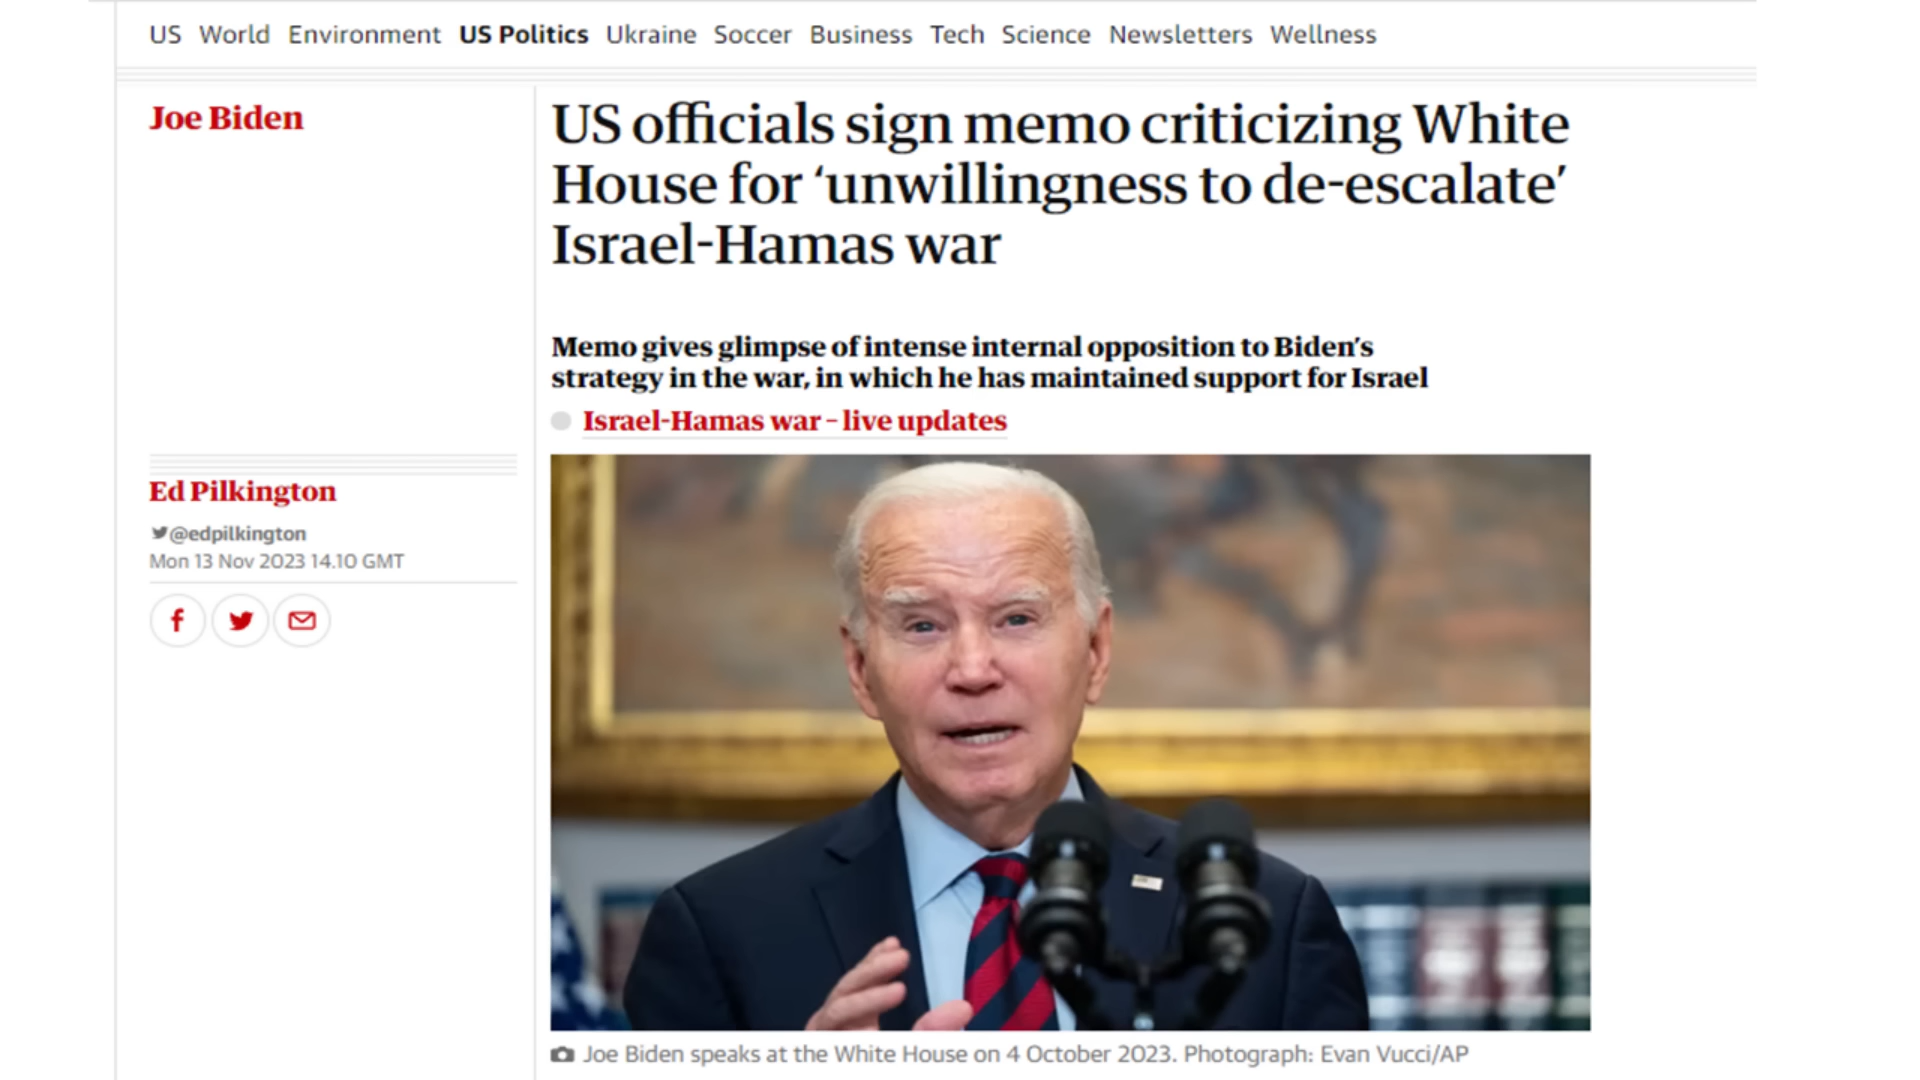 US World Environment US Politics Ukraine Soccer Business Tech Science Newsletters Wellness
Joe Biden
US officials sign memo criticizing White
House for ‘unwillingness to de-escalate’
Israel-Hamas war
Memo gives glimpse of intense internal opposition to Biden’s
strategy in the war, in which he has maintained support for Israel
Israel-Hamas war – live updates
Ed Pilkington
@edpilkington
Mon 13 Nov 2023 14.10 GMT
Joe Biden speaks at the White House on 4 October 2023. Photograph: Evan Vucci/AP